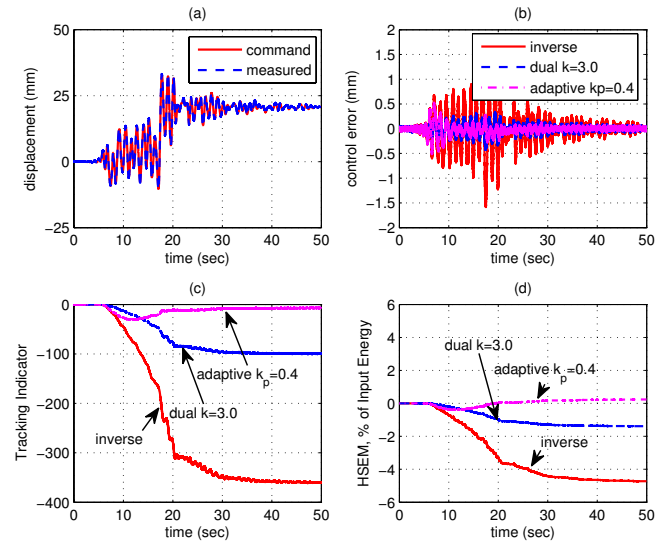 (a)
50
25
0
−25
0 10 20 30 40 50
displacement (mm)
time (sec)
command
measured
(b)
2
1.5
1
0.5
0
−0.5
−1
−1.5
−2
0 10 20 30 40 50
control error (mm)
time (sec)
inverse
dual k=3.0
adaptive kp=0.4
(c)
0
−100
−200
−300
−400
0 10 20 30 40 50
Tracking Indicator
time (sec)
adaptive kp=0.4
dual k=3.0
inverse
(d)
6
4
2
0
−2
−4
−6
0 10 20 30 40 50
HSEM, % of Input Energy
time (sec)
dual k=3.0
adaptive kp=0.4
inverse